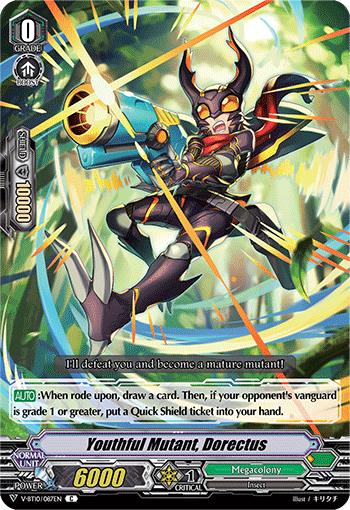 0
GRADE
BOOST
SHIELD
10000
I'll defeat you and become a mature mutant!
AUTO:When rode upon, draw a card. Then, if your opponent's vanguard
is grade 1 or greater, put a Quick Shield ticket into your hand.
Youthful Mutant, Dorectus
NORMAL
UNIT
POWER
6000
1
CRITICAL
Megacolony
Insect
V-BT10/087EN C
Illust / キリタチ